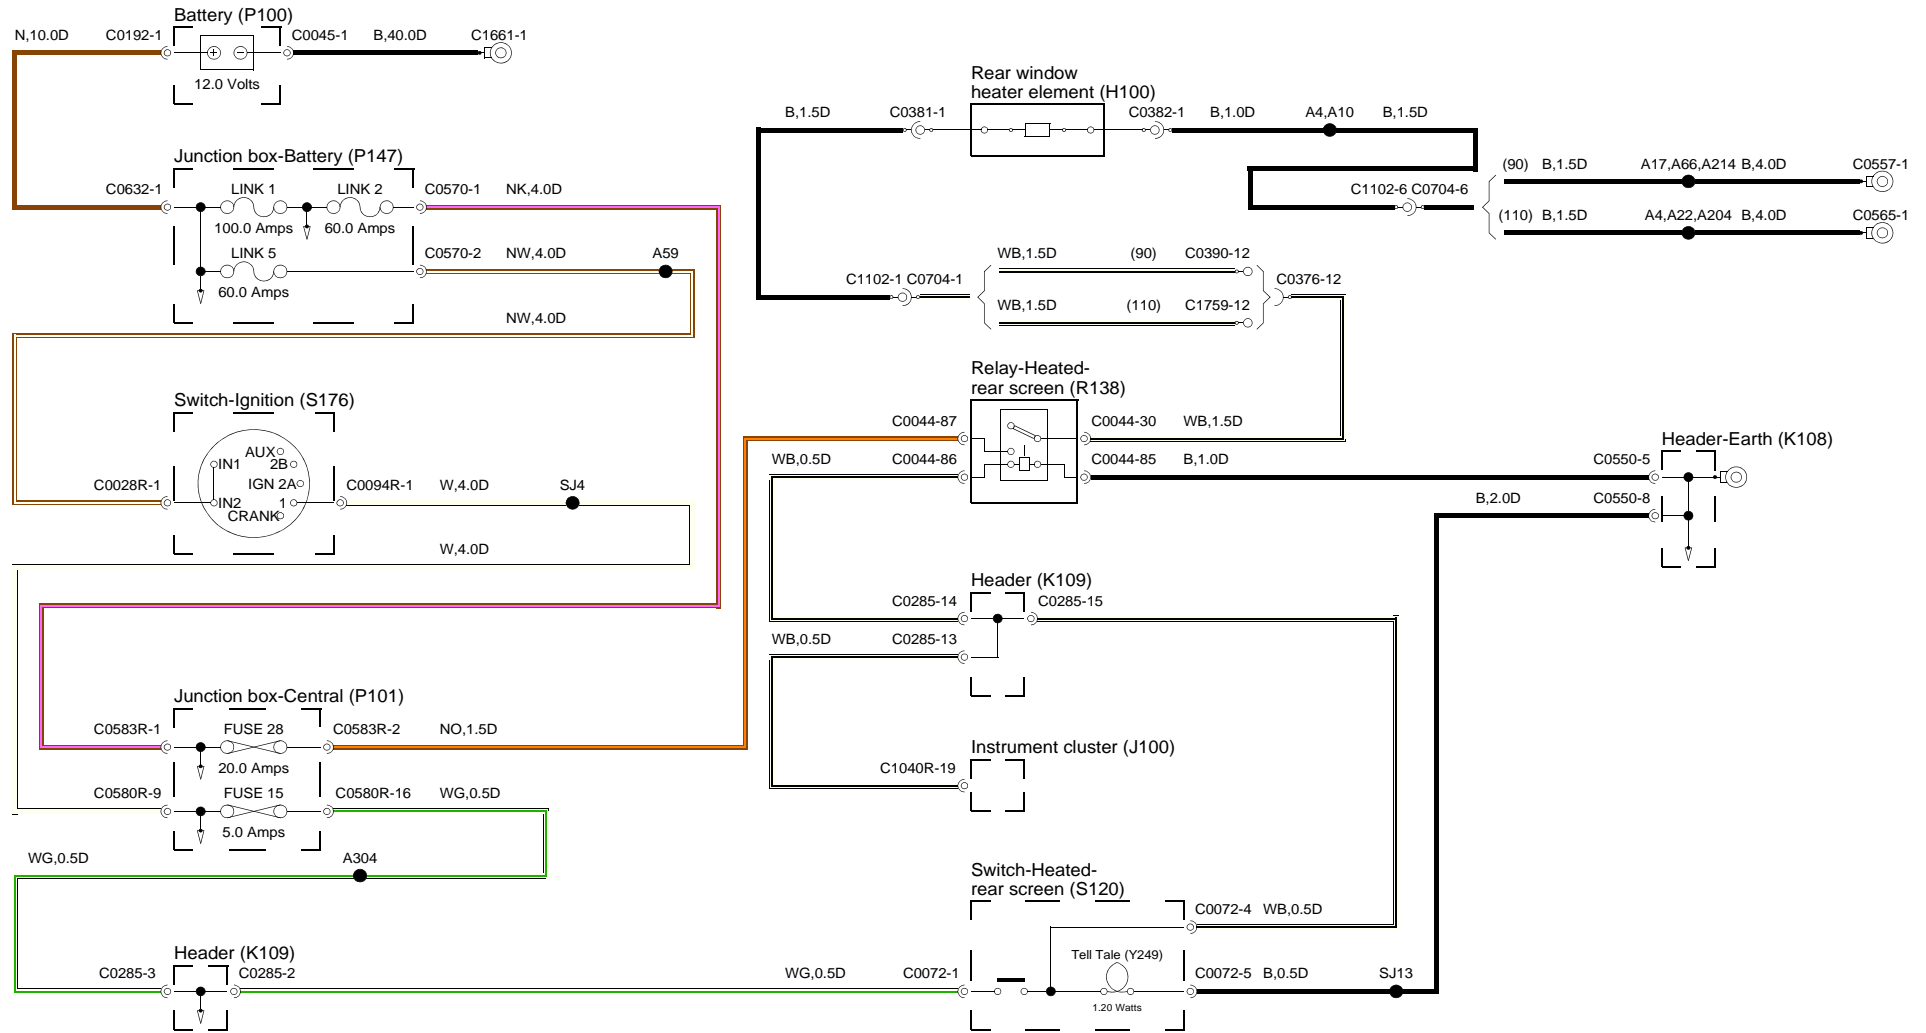 Battery (P100)
N,10.0D C0192-1 C0045-1 B,40.0D C1661-1
12.0 Volts
Junction box-Battery (P147)
C0632-1 LINK 1 LINK 2 C0570-1 NK,4.0D
100.0 Amps 60.0 Amps
LINK 5 C0570-2 NW,4.0D A59
60.0 Amps
NW,4.0D
Switch-Ignition (S176)
AUX
IN1 2B
IGN 2A
C0028R-1 IN2 1 C0094R-1 W,4.0D SJ4
CRANK
W,4.0D
Junction box-Central (P101)
C0583R-1 FUSE 28 C0583R-2 NO,1.5D
20.0 Amps
C0580R-9 FUSE 15 C0580R-16 WG,0.5D
5.0 Amps
WG,0.5D A304
Header (K109)
C0285-3 C0285-2 WG,0.5D C0072-1
Rear window
heater element (H100)
B,1.5D C0381-1 C0382-1 B,1.0D A4,A10 B,1.5D
(90) B,1.5D A17,A66,A214 B,4.0D C0557-1
C1102-6 C0704-6
(110) B,1.5D A4,A22,A204 B,4.0D C0565-1
WB,1.5D (90) C0390-12
C1102-1 C0704-1 C0376-12
WB,1.5D (110) C1759-12
Relay-Heated-
rear screen (R138)
C0044-87 C0044-30 WB,1.5D
WB,0.5D C0044-86 C0044-85 B,1.0D
Header-Earth (K108)
C0550-5
B,2.0D C0550-8
Header (K109)
C0285-14 C0285-15
WB,0.5D C0285-13
Instrument cluster (J100)
C1040R-19
Switch-Heated-
rear screen (S120)
C0072-4 WB,0.5D
Tell Tale (Y249)
C0072-5 B,0.5D SJ13
1.20 Watts